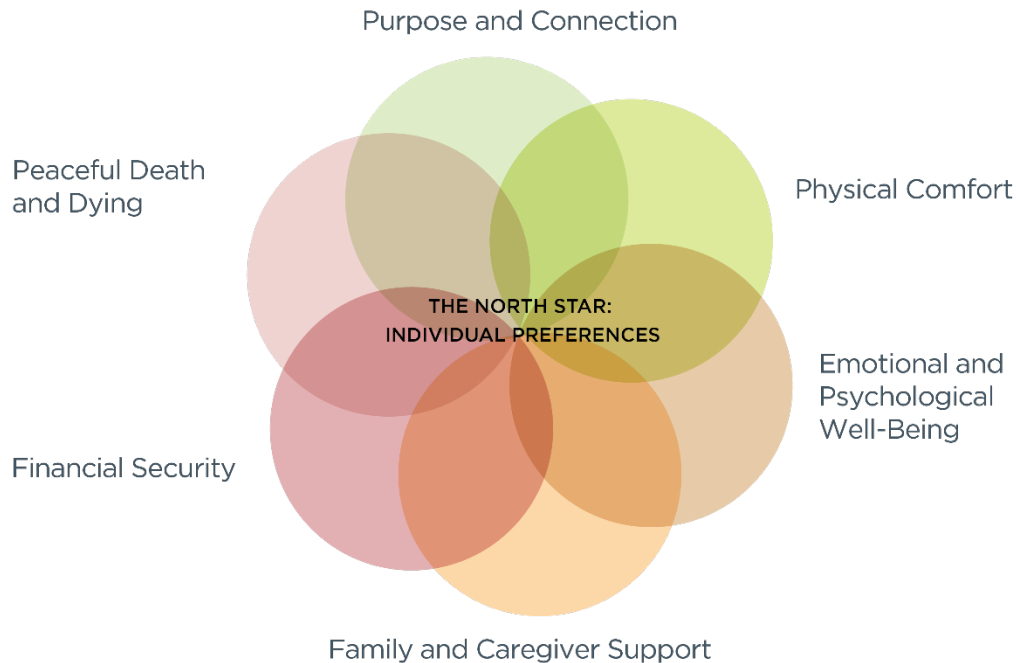 Purpose and Connection
Peaceful Death
and Dying
Physical Comfort
THE NORTH STAR:
INDIVIDUAL PREFERENCES
Emotional and
Psychological
Well-Being
Financial Security
Family and Caregiver Support